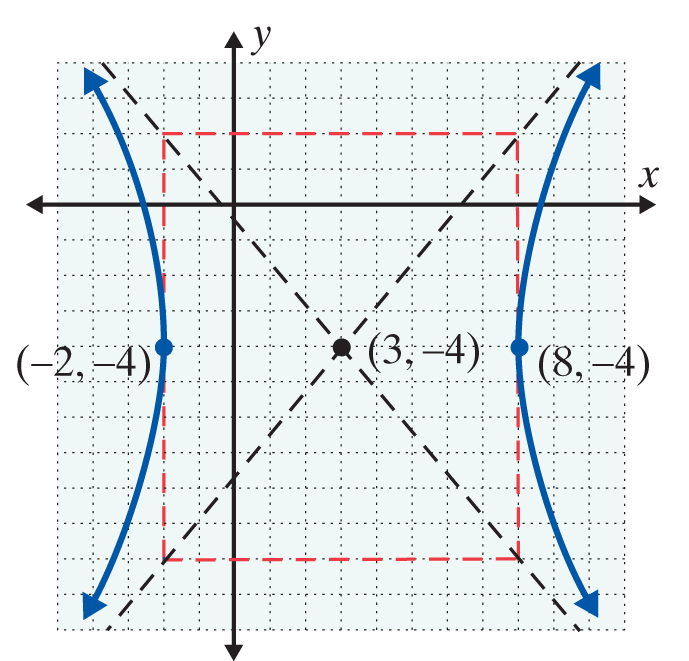 y
x
(3, −4)
(−2, −4)
(8, −4)